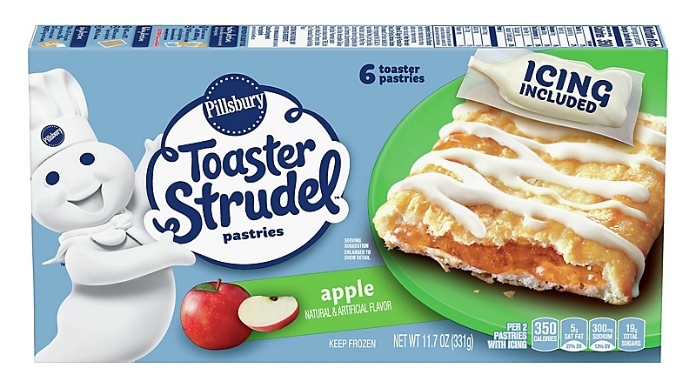 6 toaster
pastries
ICING
INCLUDED
Pillsbury
Pillsbury
Toaster
Strudel
pastries
SERVING
SUGGESTION
ENLARGED TO
SHOW DETAIL
apple
NATURAL & ARTIFICIAL FLAVOR
KEEP FROZEN
NET WT 11.7 OZ (331g)
PER 2
PASTRIES
WITH ICING
350
CALORIES
5g
SAT FAT
27% DV
300mg
SODIUM
13% DV
19g
TOTAL
SUGARS